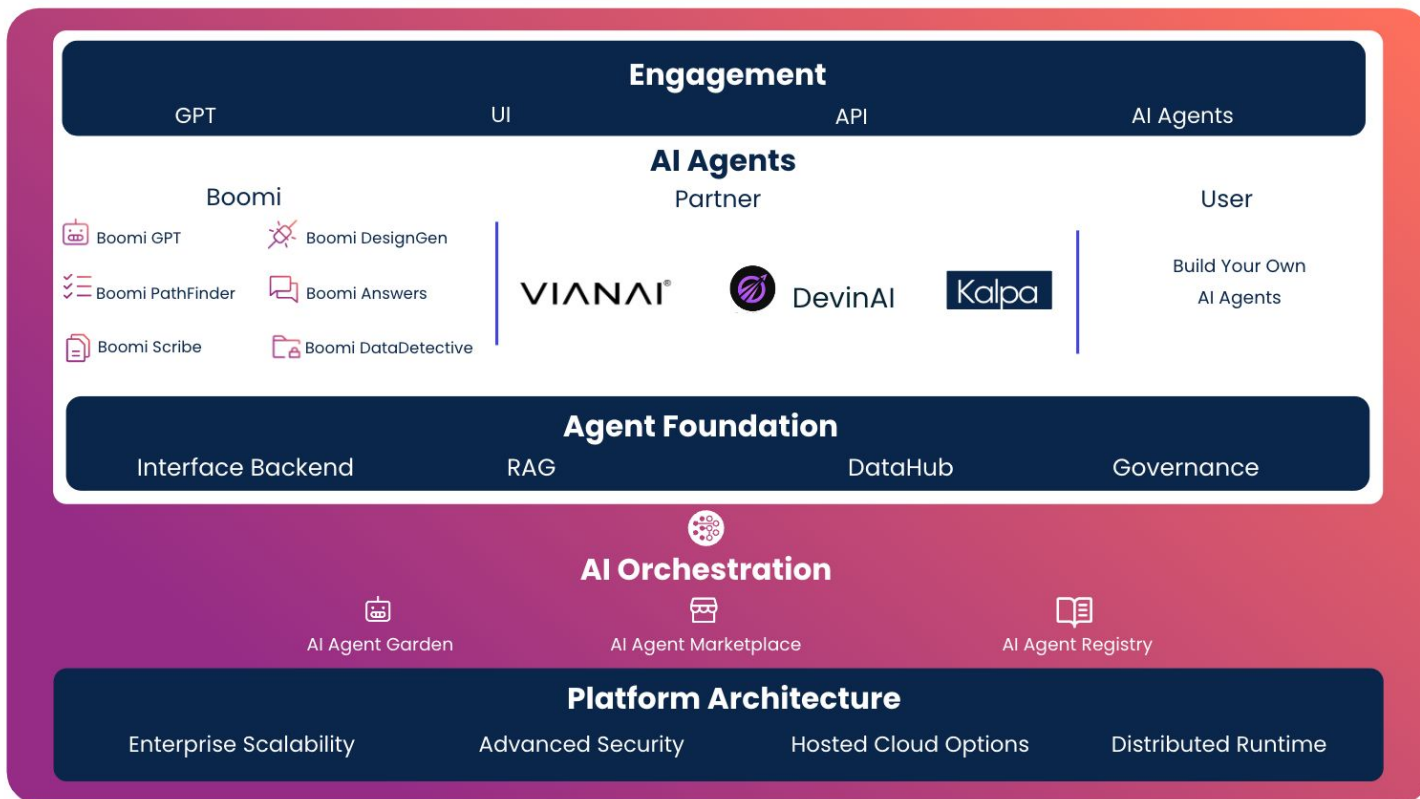 Engagement
GPT UI API AI Agents
AI Agents
Boomi Partner User
Boomi GPT Boomi DesignGen
Boomi PathFinder Boomi Answers
Boomi Scribe Boomi DataDetective
VIANAI® DevinAI Kalpa
Build Your Own
AI Agents
Agent Foundation
Interface Backend RAG DataHub Governance
AI Orchestration
AI Agent Garden AI Agent Marketplace AI Agent Registry
Platform Architecture
Enterprise Scalability Advanced Security Hosted Cloud Options Distributed Runtime